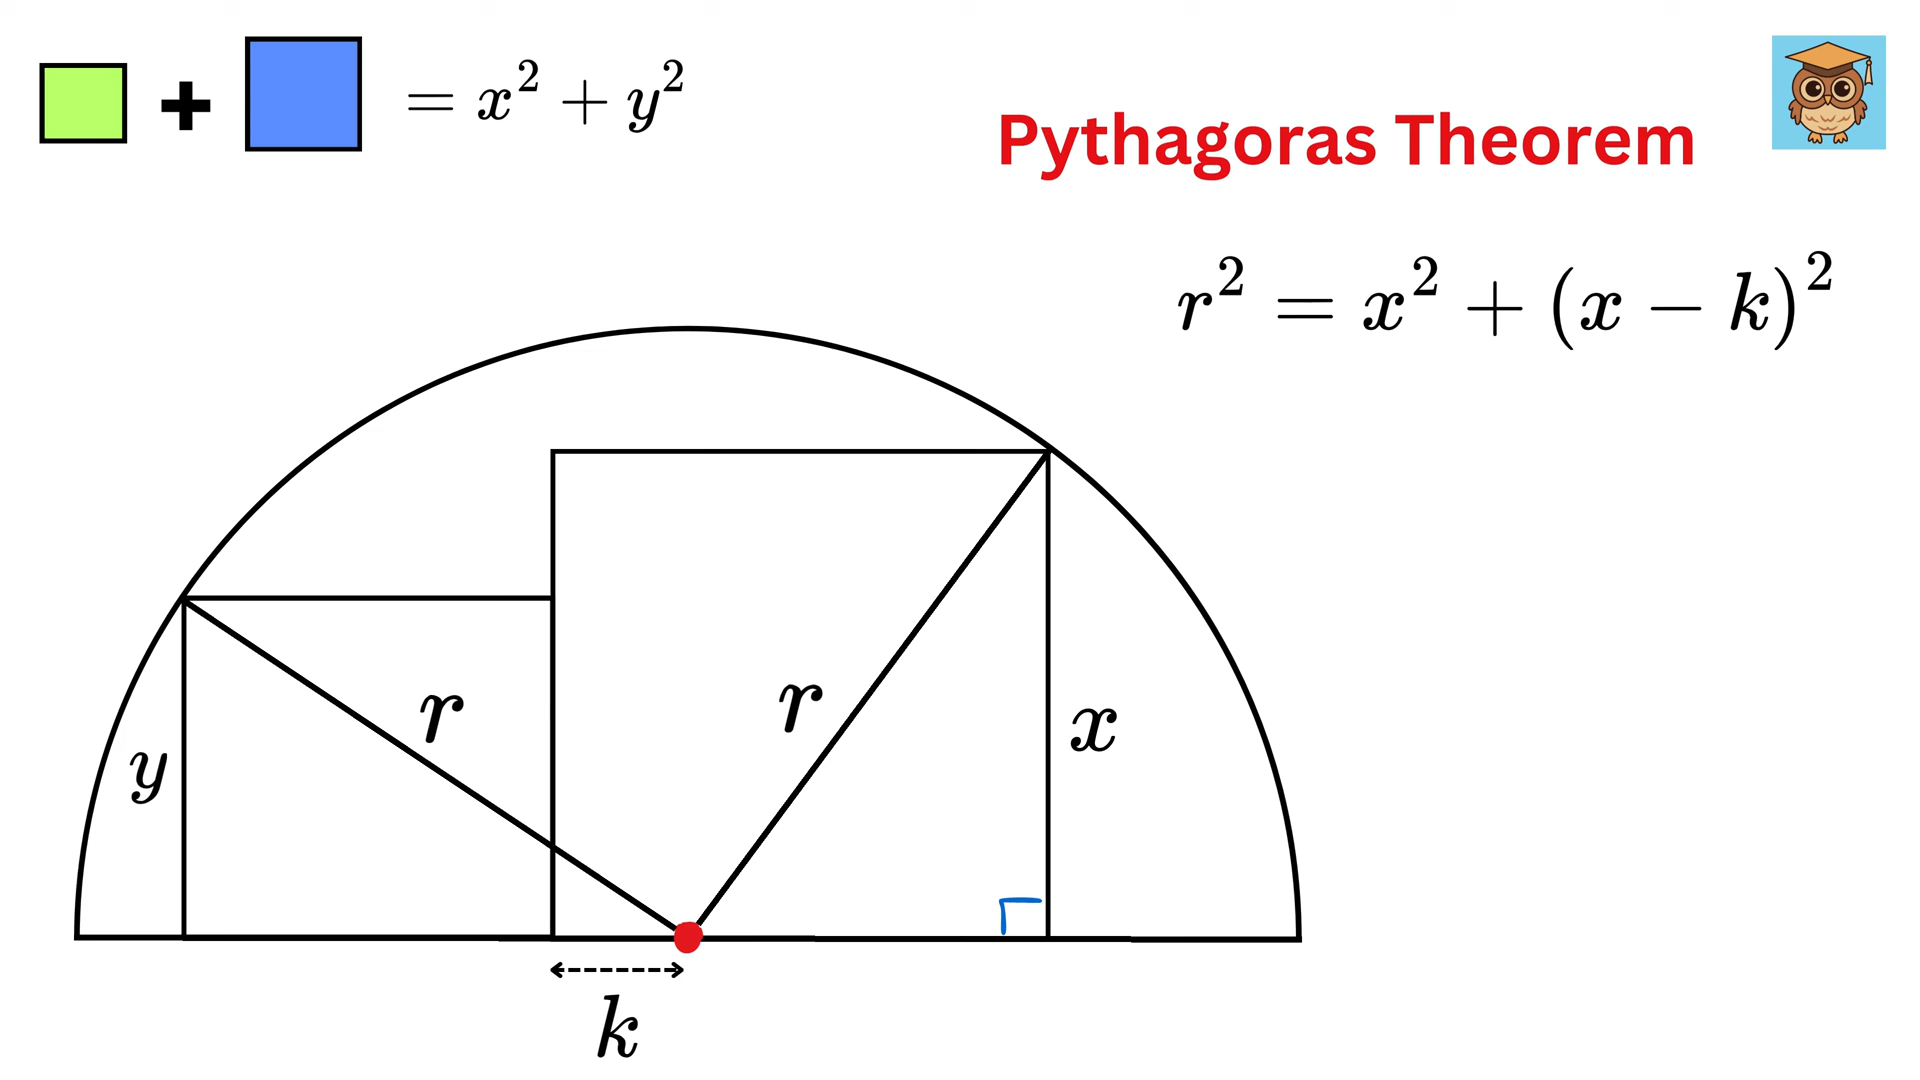 = x² + y²
Pythagoras Theorem
r² = x² + (x − k)²
r
r
y
x
k